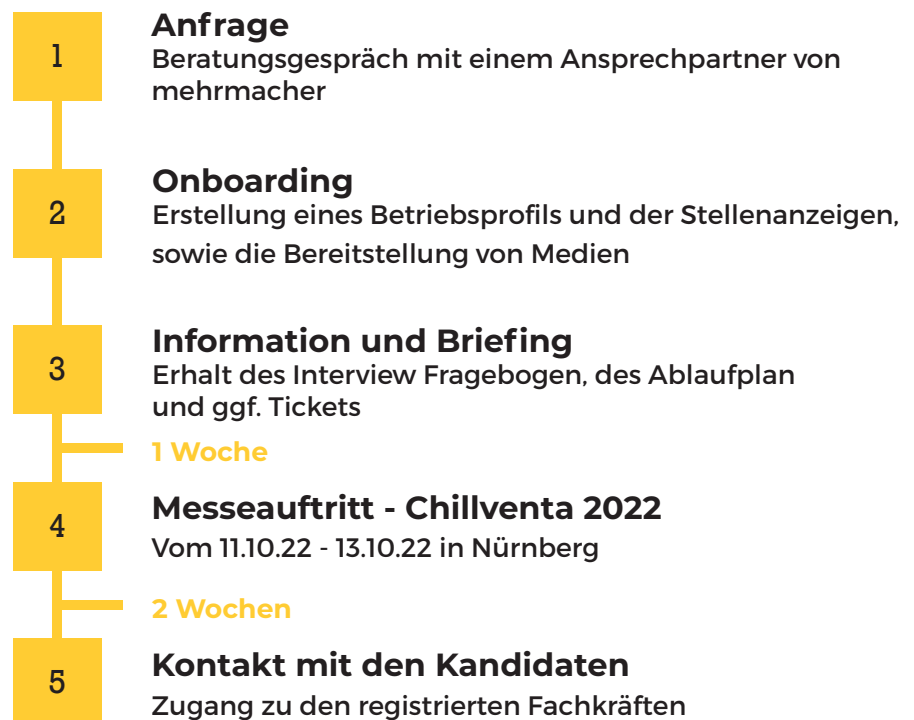 1
Anfrage
Beratungsgespräch mit einem Ansprechpartner von
mehrmacher
2
Onboarding
Erstellung eines Betriebsprofils und der Stellenanzeigen,
sowie die Bereitstellung von Medien
3
Information und Briefing
Erhalt des Interview Fragebogen, des Ablaufplan
und ggf. Tickets
1 Woche
4
Messeauftritt - Chillventa 2022
Vom 11.10.22 - 13.10.22 in Nürnberg
2 Wochen
5
Kontakt mit den Kandidaten
Zugang zu den registrierten Fachkräften